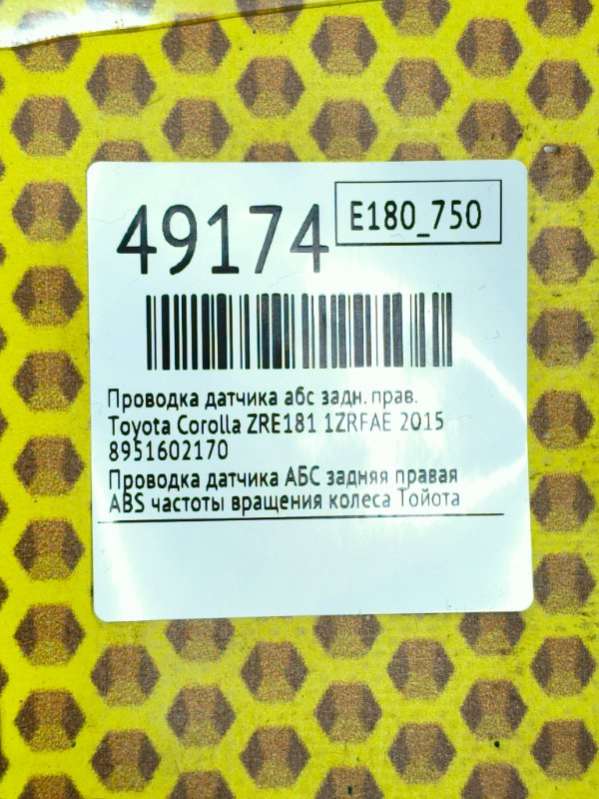 49174
E180_750
Проводка датчика абс задн. прав.
Toyota Corolla ZRE181 1ZRFAE 2015
8951602170
Проводка датчика АБС задняя правая
ABS частоты вращения колеса Тойота